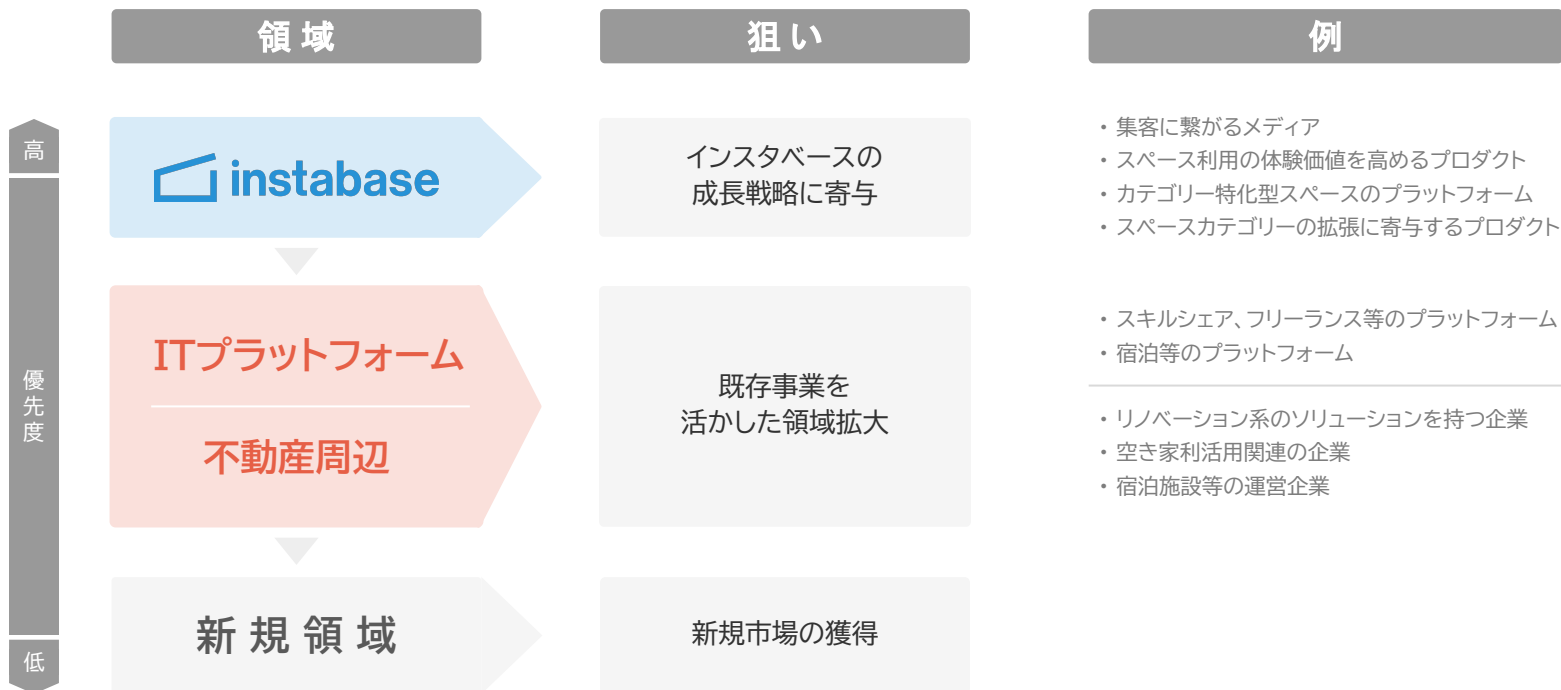 領域
狙い
例
高
優先度
低
instabase
インスタベースの
成長戦略に寄与
・集客に繋がるメディア
・スペース利用の体験価値を高めるプロダクト
・カテゴリー特化型スペースのプラットフォーム
・スペースカテゴリーの拡張に寄与するプロダクト
ITプラットフォーム
不動産周辺
既存事業を
活かした領域拡大
・スキルシェア、フリーランス等のプラットフォーム
・宿泊等のプラットフォーム
・リノベーション系のソリューションを持つ企業
・空き家利活用関連の企業
・宿泊施設等の運営企業
新規領域
新規市場の獲得